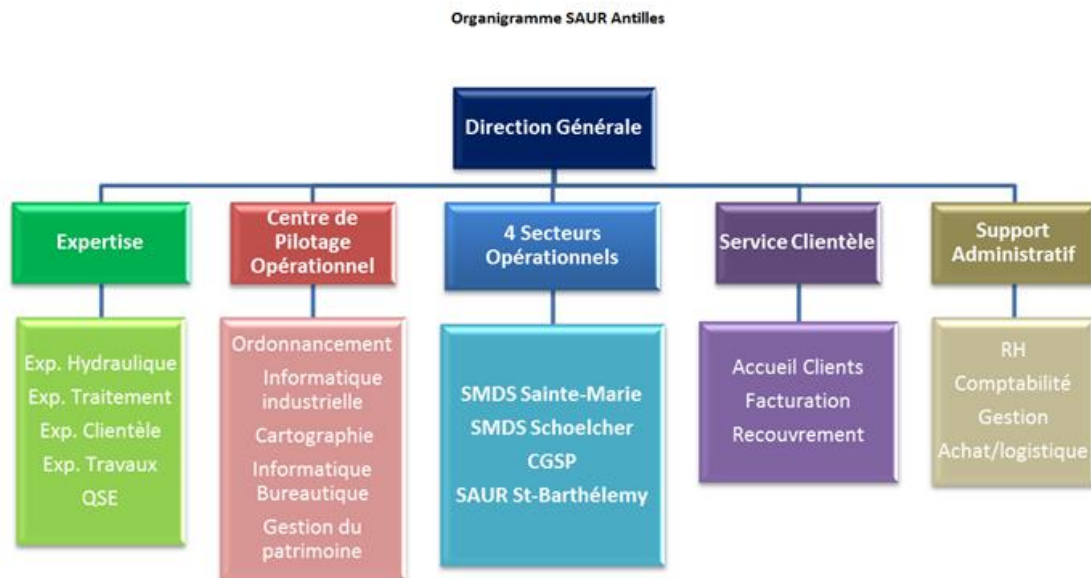 Organigramme SAUR Antilles
Direction Générale
Expertise
Centre de
Pilotage
Opérationnel
4 Secteurs
Opérationnels
Service Clientèle
Support
Administratif
Exp. Hydraulique
Exp. Traitement
Exp. Clientèle
Exp. Travaux
QSE
Ordonnancement
Informatique
industrielle
Cartographie
Informatique
Bureautique
Gestion du
patrimoine
SMDS Sainte-Marie
SMDS Schoelcher
CGSP
SAUR St-Barthélemy
Accueil Clients
Facturation
Recouvrement
RH
Comptabilité
Gestion
Achat/logistique